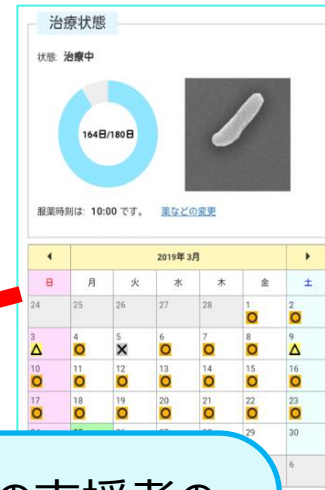 治療状態
状態: 治療中
164日/180日
服薬時刻は: 10:00 です。 薬などの変更
2019年 3月
日 月 火 水 木 金 土
24 25 26 27 28 1 2
3 4 5 6 7 8 9
10 11 12 13 14 15 16
17 18 19 20 21 22 23
29 30
6
の支援者の